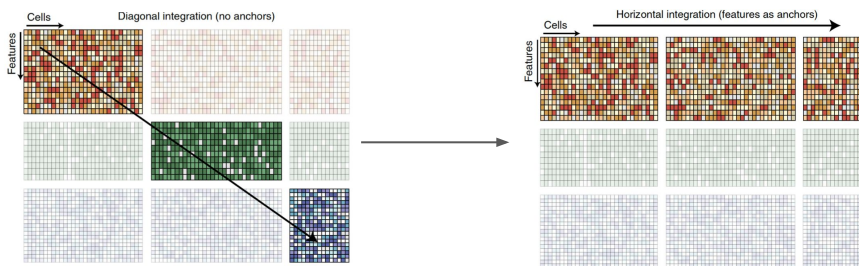 Cells
Diagonal integration (no anchors)
Features
Cells
Horizontal integration (features as anchors)
Features